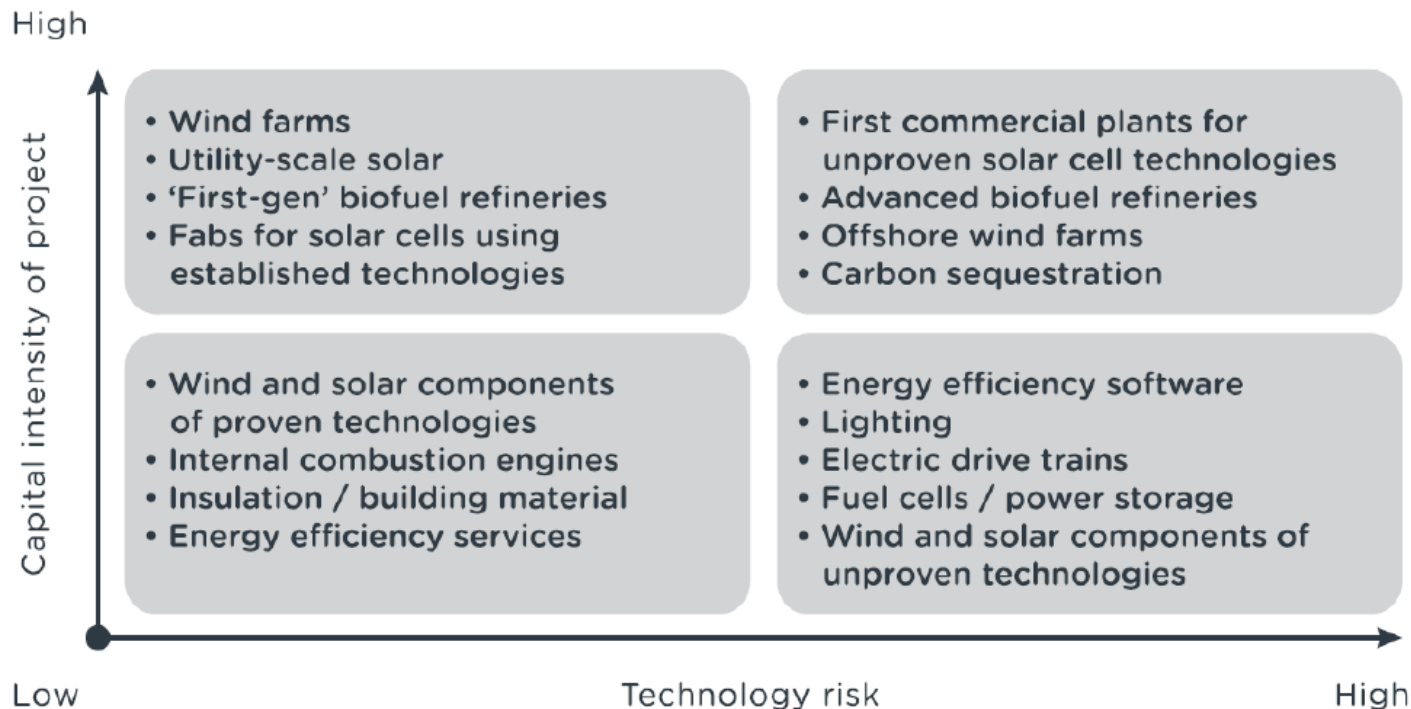 High
Capital intensity of project
• Wind farms
• Utility-scale solar
• ‘First-gen’ biofuel refineries
• Fabs for solar cells using
established technologies
• First commercial plants for
unproven solar cell technologies
• Advanced biofuel refineries
• Offshore wind farms
• Carbon sequestration
• Wind and solar components
of proven technologies
• Internal combustion engines
• Insulation / building material
• Energy efficiency services
• Energy efficiency software
• Lighting
• Electric drive trains
• Fuel cells / power storage
• Wind and solar components of
unproven technologies
Low
Technology risk
High